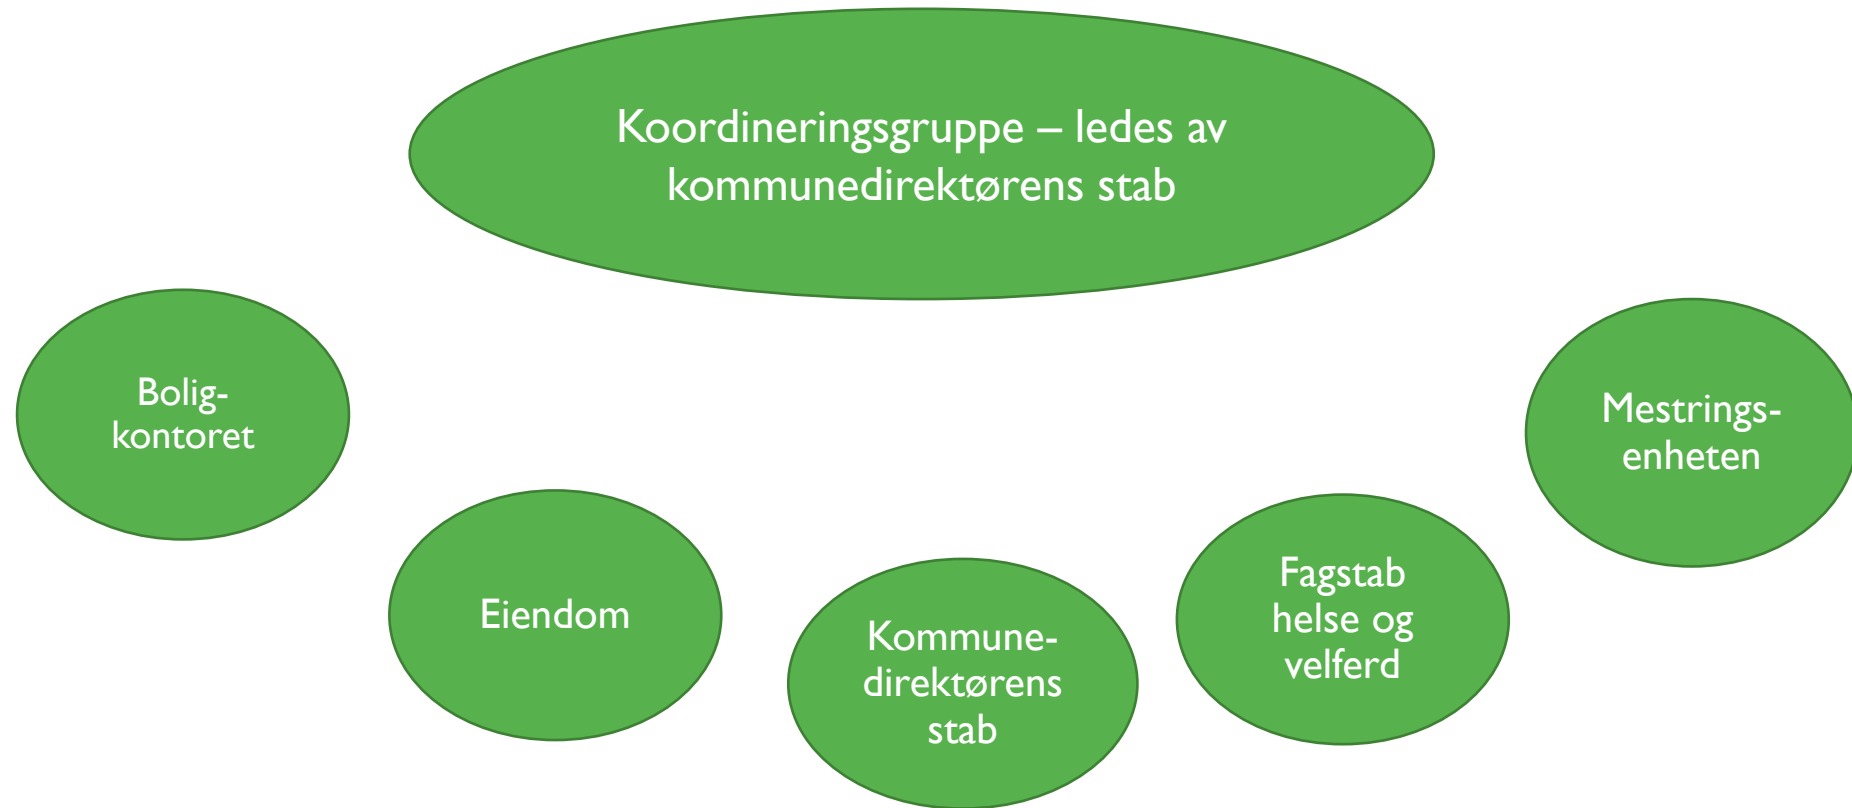 Koordineringsgruppe – ledes av
kommunedirektørens stab
Bolig-
kontoret
Eiendom
Kommune-
direktørens
stab
Fagstab
helse og
velferd
Mestrings-
enheten